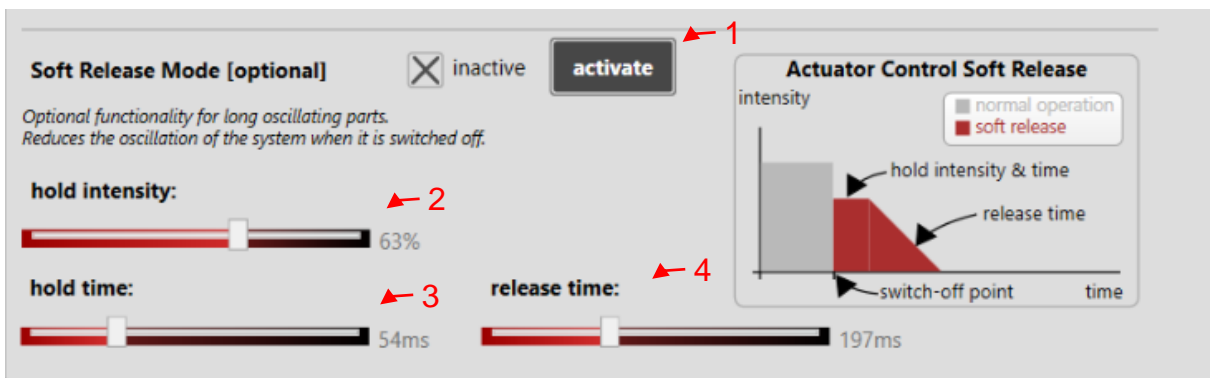 1
Soft Release Mode [optional]
inactive
activate
Optional functionality for long oscillating parts.
Reduces the oscillation of the system when it is switched off.
hold intensity:
2
63%
hold time:
3
54ms
release time:
4
197ms
Actuator Control Soft Release
intensity
normal operation
soft release
hold intensity & time
release time
switch-off point
time